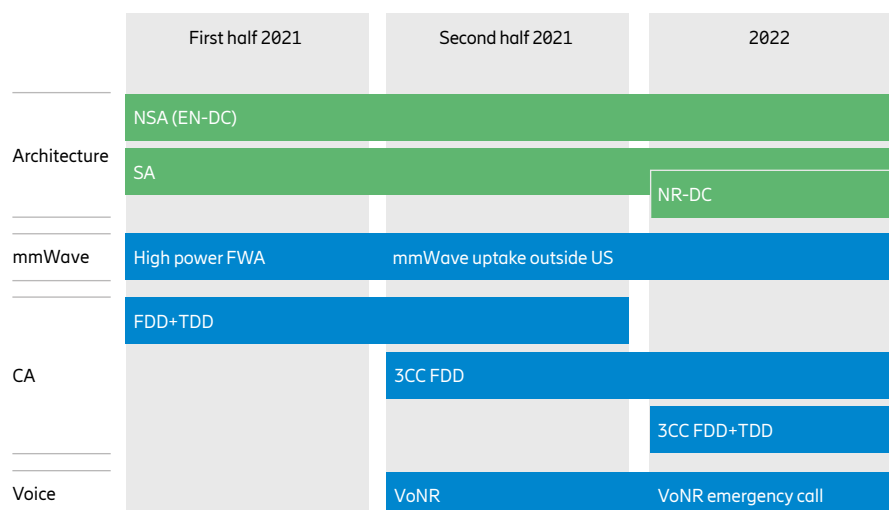 First half 2021
Second half 2021
2022
Architecture
NSA (EN-DC)
SA
NR-DC
mmWave
High power FWA
mmWave uptake outside US
CA
FDD+TDD
3CC FDD
3CC FDD+TDD
Voice
VoNR
VoNR emergency call